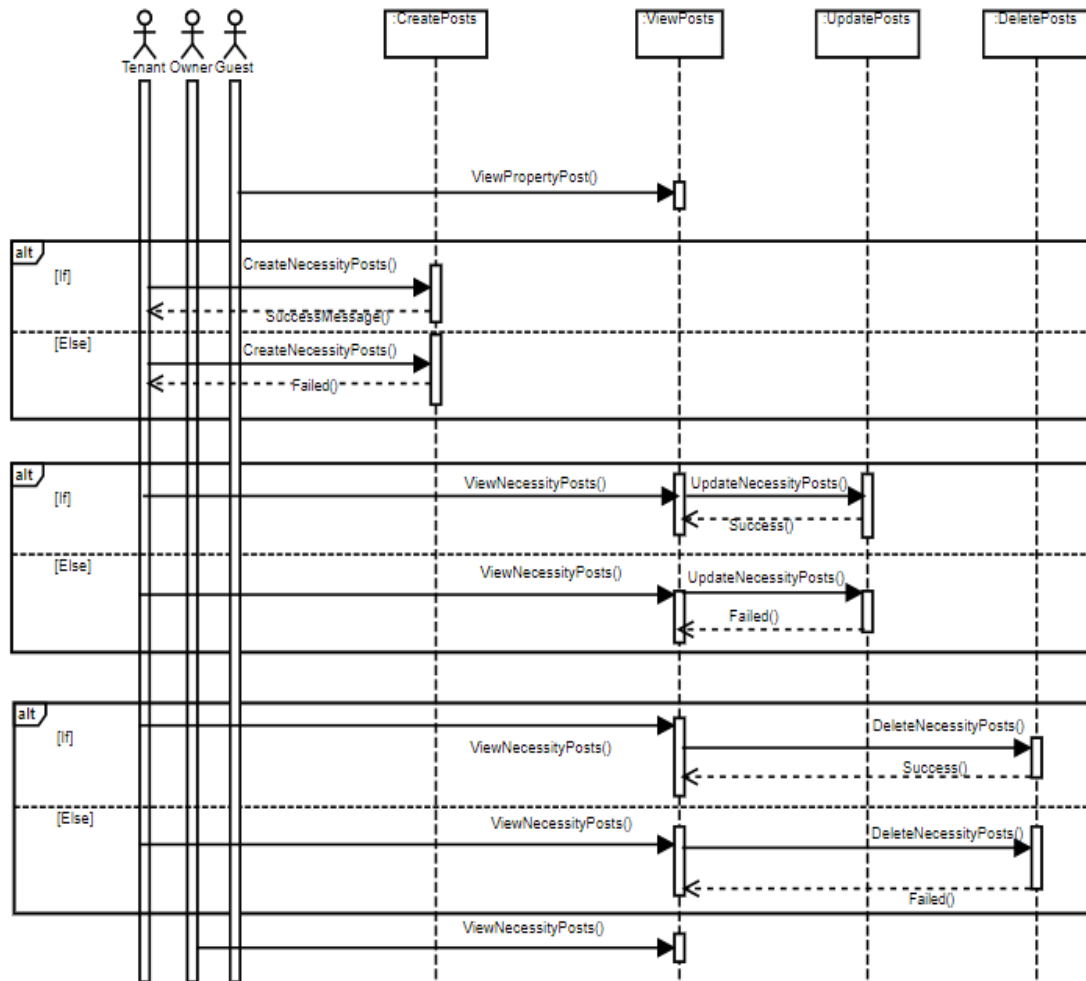 :CreatePosts
:ViewPosts
:UpdatePosts
:DeletePosts
Tenant
Owner
Guest
ViewPropertyPost()
alt
[If]
CreateNecessityPosts()
SuccessMessage()
[Else]
CreateNecessityPosts()
Failed()
alt
[If]
ViewNecessityPosts()
UpdateNecessityPosts()
Success()
[Else]
ViewNecessityPosts()
UpdateNecessityPosts()
Failed()
alt
[If]
ViewNecessityPosts()
DeleteNecessityPosts()
Success()
[Else]
ViewNecessityPosts()
DeleteNecessityPosts()
Failed()
ViewNecessityPosts()